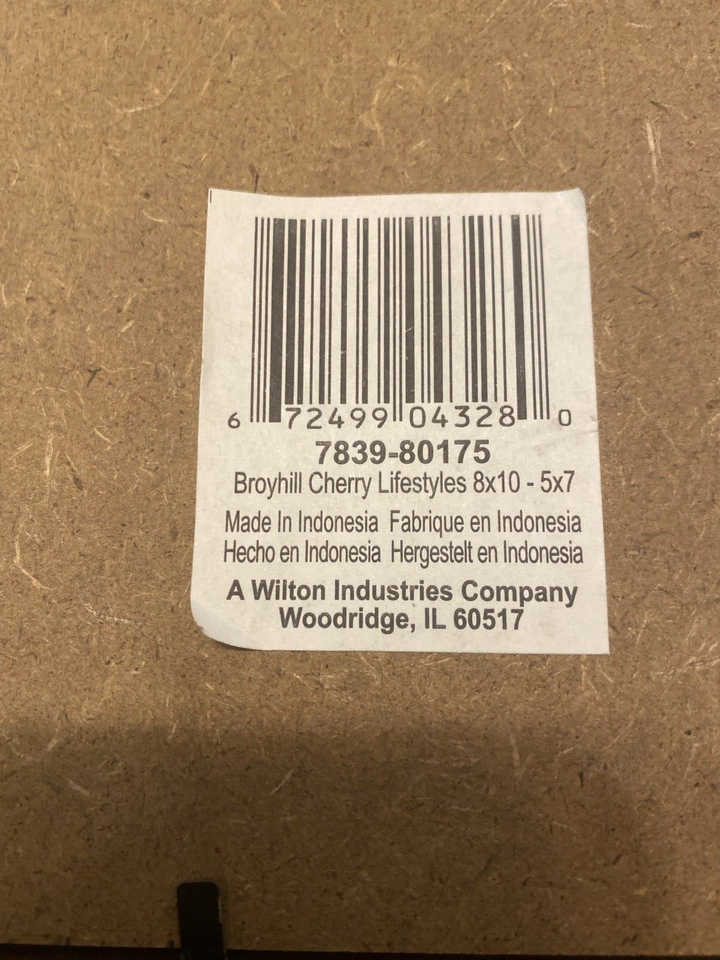 6 72499 04328 0
7839-80175
Broyhill Cherry Lifestyles 8x10 - 5x7
Made In Indonesia Fabrique en Indonesia
Hecho en Indonesia Hergestelt en Indonesia
A Wilton Industries Company
Woodridge, IL 60517